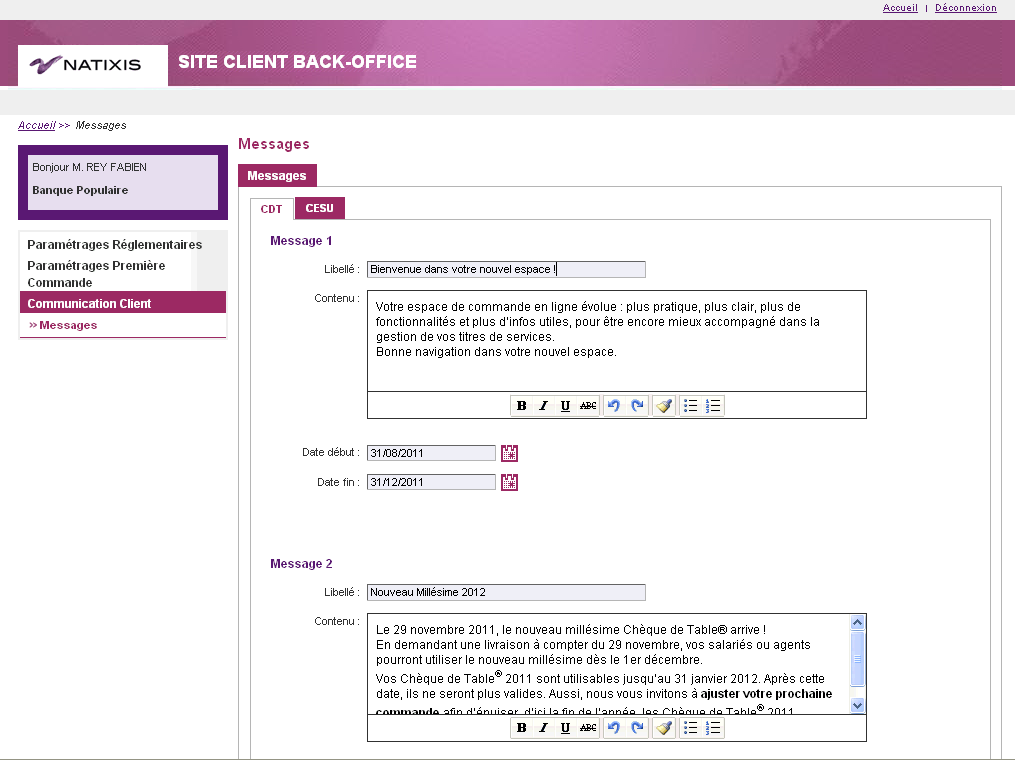 Accueil | Déconnexion
NATIXIS
SITE CLIENT BACK-OFFICE
Accueil >> Messages
Bonjour M. REY FABIEN
Banque Populaire
Paramétrages Réglementaires
Paramétrages Première
Commande
Communication Client
» Messages
Messages
Messages
CDT CESU
Message 1
Libellé : Bienvenue dans votre nouvel espace !
Contenu :
Votre espace de commande en ligne évolue : plus pratique, plus clair, plus de
fonctionnalités et plus d'infos utiles, pour être encore mieux accompagné dans la
gestion de vos titres de services.
Bonne navigation dans votre nouvel espace.
B I U ABC
Date début : 31/08/2011
Date fin : 31/12/2011
Message 2
Libellé : Nouveau Millésime 2012
Contenu :
Le 29 novembre 2011, le nouveau millésime Chèque de Table® arrive !
En demandant une livraison à compter du 29 novembre, vos salariés ou agents
pourront utiliser le nouveau millésime dès le 1er décembre.
Vos Chèque de Table® 2011 sont utilisables jusqu'au 31 janvier 2012. Après cette
date, ils ne seront plus valides. Aussi, nous vous invitons à ajuster votre prochaine
commande afin d'épuiser, d'ici la fin de l'année, les Chèque de Table® 2011
B I U ABC